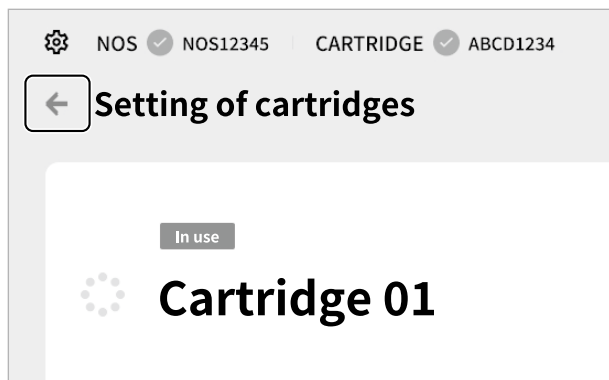 NOS NOS12345 CARTRIDGE ABCD1234
Setting of cartridges
In use
Cartridge 01